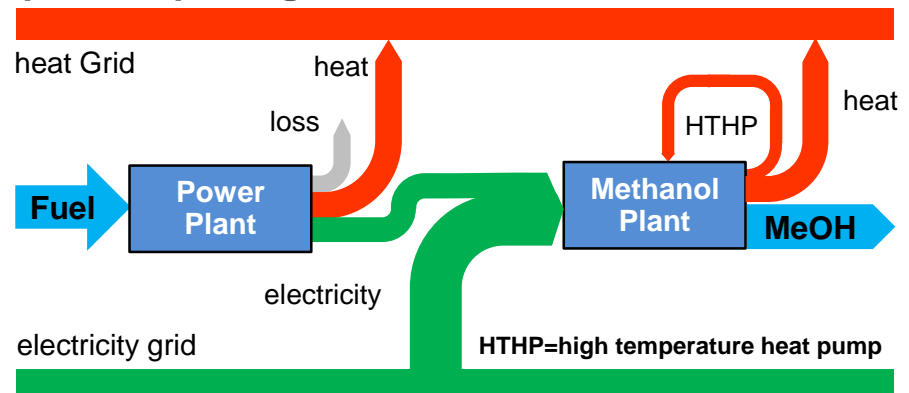 heat Grid
heat
loss
HTHP
heat
Fuel
Power
Plant
Methanol
Plant
MeOH
electricity
electricity grid
HTHP=high temperature heat pump